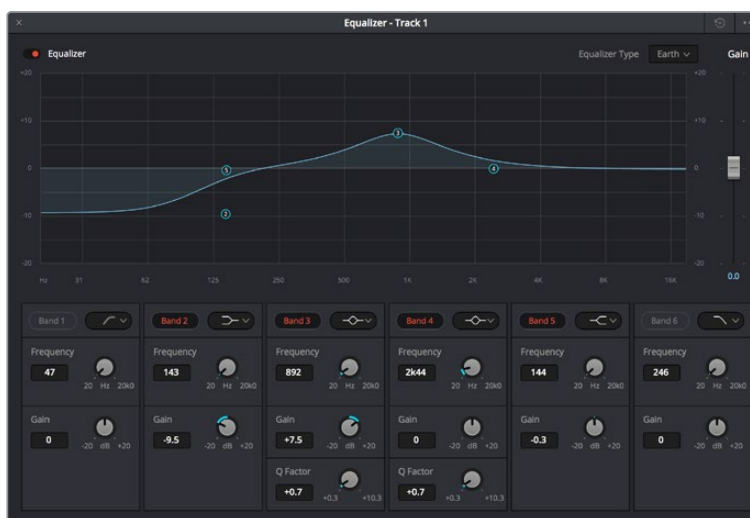 Equalizer - Track 1
Equalizer Equalizer Type Earth Gain
+20 +20
+10 +10
5 3
0 4 0
-10 2 -10
-20 -20
Hz 31 62 125 250 500 1K 2K 4K 8K 16K 0.0
Band 1 Band 2 Band 3 Band 4 Band 5 Band 6
Frequency Frequency Frequency Frequency Frequency Frequency
47 143 892 2k44 144 246
20 Hz 20k0 20 Hz 20k0 20 Hz 20k0 20 Hz 20k0 20 Hz 20k0 20 Hz 20k0
Gain Gain Gain Gain Gain Gain
0 -9.5 +7.5 0 -0.3 0
-20 dB +20 -20 dB +20 -20 dB +20 -20 dB +20 -20 dB +20 -20 dB +20
Q Factor Q Factor
+0.7 +0.7
+0.3 +10.3 +0.3 +10.3